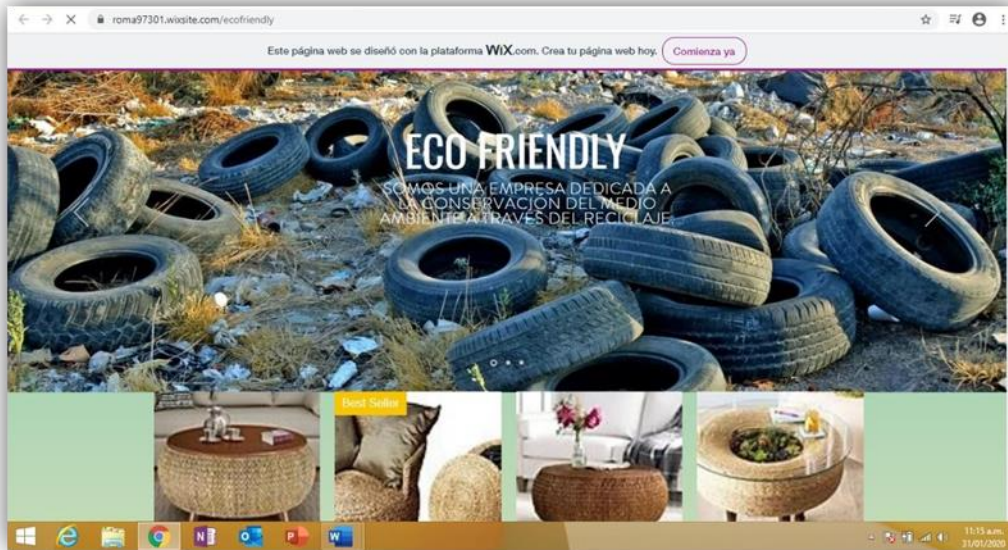 roma97301.wixsite.com/ecofriendly
Este página web se diseñó con la plataforma WiX.com. Crea tu página web hoy.
Comienza ya
ECO FRIENDLY
SOMOS UNA EMPRESA DEDICADA A
LA CONSERVACIÓN DEL MEDIO
AMBIENTE A TRAVÉS DEL RECICLAJE.
Best Seller
11:15 a.m.
31/01/2020